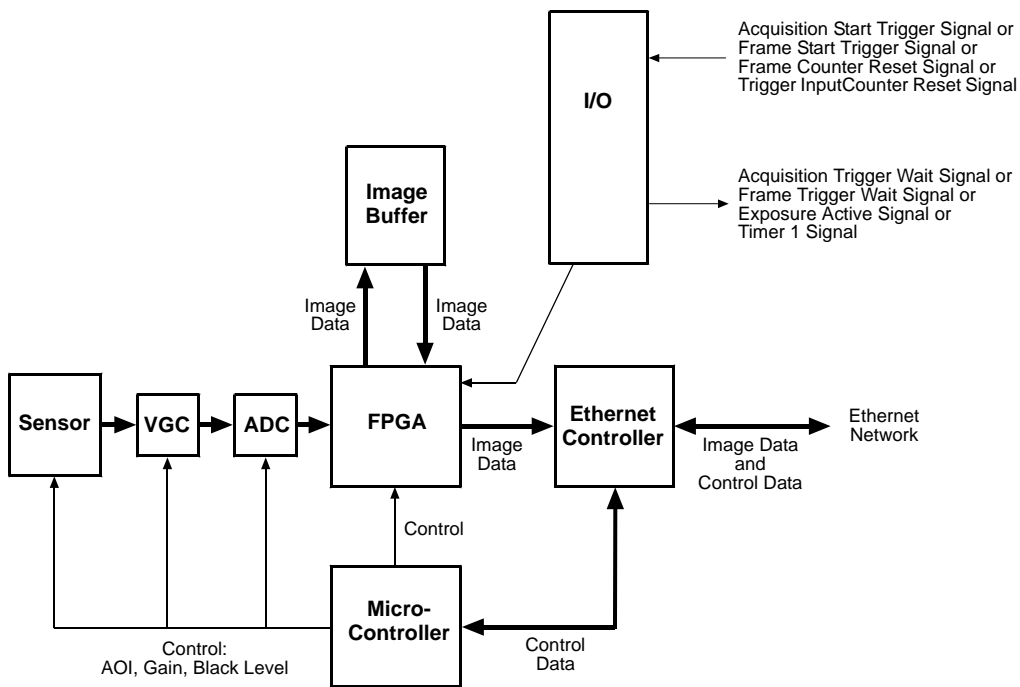 Acquisition Start Trigger Signal or
Frame Start Trigger Signal or
Frame Counter Reset Signal or
Trigger InputCounter Reset Signal
I/O
Acquisition Trigger Wait Signal or
Frame Trigger Wait Signal or
Exposure Active Signal or
Timer 1 Signal
Image
Buffer
Image
Data
Image
Data
Sensor
VGC
ADC
FPGA
Image
Data
Ethernet
Controller
Image Data
and
Control Data
Ethernet
Network
Control
Micro-
Controller
Control
Data
Control:
AOI, Gain, Black Level